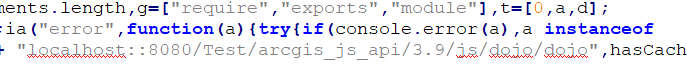 ments.length,g=["require","exports","module"],t=[0,a,d];
ia("error",function(a){try{if(console.error(a),a instanceof
"localhost::8080/Test/arcgis_js_api/3.9/js/dojo/dojo",hasCach